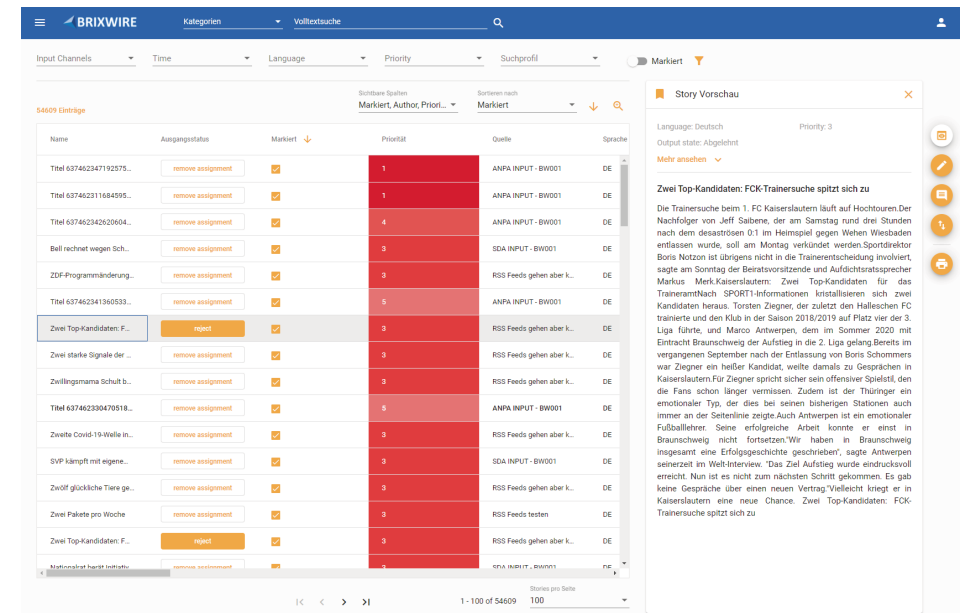 BRIXWIRE Kategorien Volltextsuche
Input Channels Time Language Priority Suchprofil Markiert
Sichtbare Spalten Sortieren nach
54609 Einträge Markiert, Author, Priori... Markiert
Name Ausgangsstatus Markiert Priorität Quelle Sprache
Titel 637462347192575... remove assignment 1 ANPA INPUT - BW001 DE
Titel 637462311684595... remove assignment 1 ANPA INPUT - BW001 DE
Titel 637462342620604... remove assignment 4 ANPA INPUT - BW001 DE
Bell rechnet wegen Sch... remove assignment 3 SDA INPUT - BW001 DE
ZDF-Programmänderung... remove assignment 3 RSS Feeds gehen aber k... DE
Titel 637462341360533... remove assignment 5 ANPA INPUT - BW001 DE
Zwei Top-Kandidaten: F... reject 3 RSS Feeds gehen aber k... DE
Zwei starke Signale der ... remove assignment 3 RSS Feeds gehen aber k... DE
Zwillingsmama Schult b... remove assignment 3 RSS Feeds gehen aber k... DE
Titel 637462330470518... remove assignment 5 ANPA INPUT - BW001 DE
Zweite Covid-19-Welle in... remove assignment 3 RSS Feeds gehen aber k... DE
SVP kämpft mit eigene... remove assignment 3 SDA INPUT - BW001 DE
Zwölf glückliche Tiere ge... remove assignment 3 RSS Feeds gehen aber k... DE
Zwei Pakete pro Woche remove assignment 3 RSS Feeds testen DE
Zwei Top-Kandidaten: F... reject 3 RSS Feeds gehen aber k... DE
Nationalrat berät Initiativ... remove assignment 3 SDA INPUT - BW001 DE
Stories pro Seite
1 - 100 of 54609 100
Story Vorschau
Language: Deutsch Priority: 3
Output state: Abgelehnt
Mehr ansehen
Zwei Top-Kandidaten: FCK-Trainersuche spitzt sich zu
Die Trainersuche beim 1. FC Kaiserslautern läuft auf Hochtouren.Der
Nachfolger von Jeff Saibene, der am Samstag rund drei Stunden
nach dem desaströsen 0:1 im Heimspiel gegen Wehen Wiesbaden
entlassen wurde, soll am Montag verkündet werden.Sportdirektor
Boris Notzon ist übrigens nicht in die Trainerentscheidung involviert,
sagte am Sonntag der Beiratsvorsitzende und Aufdichtsratssprecher
Markus Merk.Kaiserslautern: Zwei Top-Kandidaten für das
TraineramtNach SPORT1-Informationen kristallisieren sich zwei
Kandidaten heraus. Torsten Ziegner, der zuletzt den Halleschen FC
trainierte und den Klub in der Saison 2018/2019 auf Platz vier der 3.
Liga führte, und Marco Antwerpen, dem im Sommer 2020 mit
Eintracht Braunschweig der Aufstieg in die 2. Liga gelang.Bereits im
vergangenen September nach der Entlassung von Boris Schommers
war Ziegner ein heißer Kandidat, weilte damals zu Gesprächen in
Kaiserslautern.Für Ziegner spricht sicher sein offensiver Spielstil, den
die Fans schon länger vermissen. Zudem ist der Thüringer ein
emotionaler Typ, der dies bei seinen bisherigen Stationen auch
immer an der Seitenlinie zeigte.Auch Antwerpen ist ein emotionaler
Fußballlehrer. Seine erfolgreiche Arbeit konnte er einst in
Braunschweig nicht fortsetzen."Wir haben in Braunschweig
insgesamt eine Erfolgsgeschichte geschrieben", sagte Antwerpen
seinerzeit im Welt-Interview. "Das Ziel Aufstieg wurde eindrucksvoll
erreicht. Nun ist es nicht zum nächsten Schritt gekommen. Es gab
keine Gespräche über einen neuen Vertrag."Vielleicht kriegt er in
Kaiserslautern eine neue Chance. Zwei Top-Kandidaten: FCK-
Trainersuche spitzt sich zu